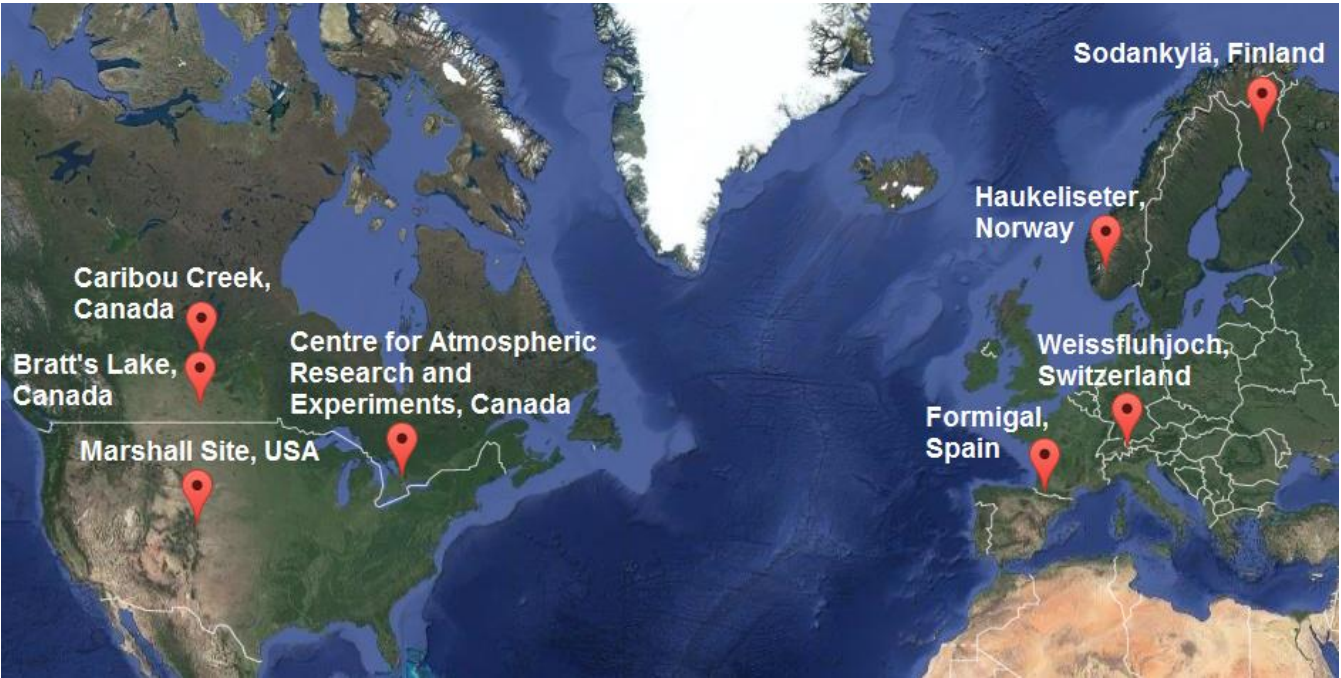 Sodankylä, Finland
Haukeliseter,
Norway
Caribou Creek,
Canada
Centre for Atmospheric
Research and
Experiments, Canada
Bratt's Lake,
Canada
Weissfluhjoch,
Switzerland
Formigal,
Spain
Marshall Site, USA